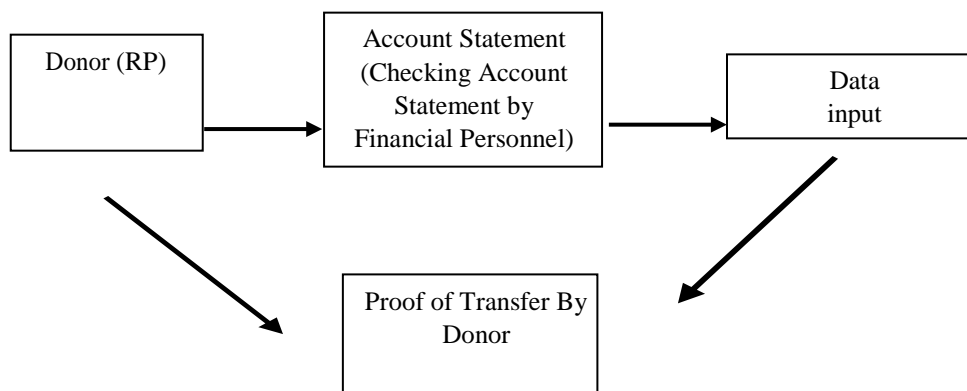 Donor (RP)
Account Statement
(Checking Account
Statement by
Financial Personnel)
Data
input
Proof of Transfer By
Donor